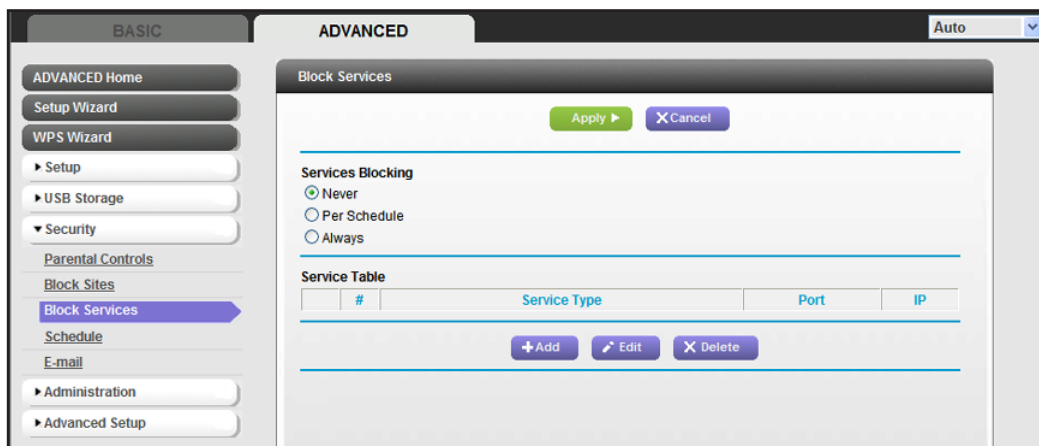 BASIC
ADVANCED
Auto
ADVANCED Home
Setup Wizard
WPS Wizard
Setup
USB Storage
Security
Parental Controls
Block Sites
Block Services
Schedule
E-mail
Administration
Advanced Setup
Block Services
Apply
Cancel
Services Blocking
Never
Per Schedule
Always
Service Table
# Service Type Port IP
Add Edit Delete